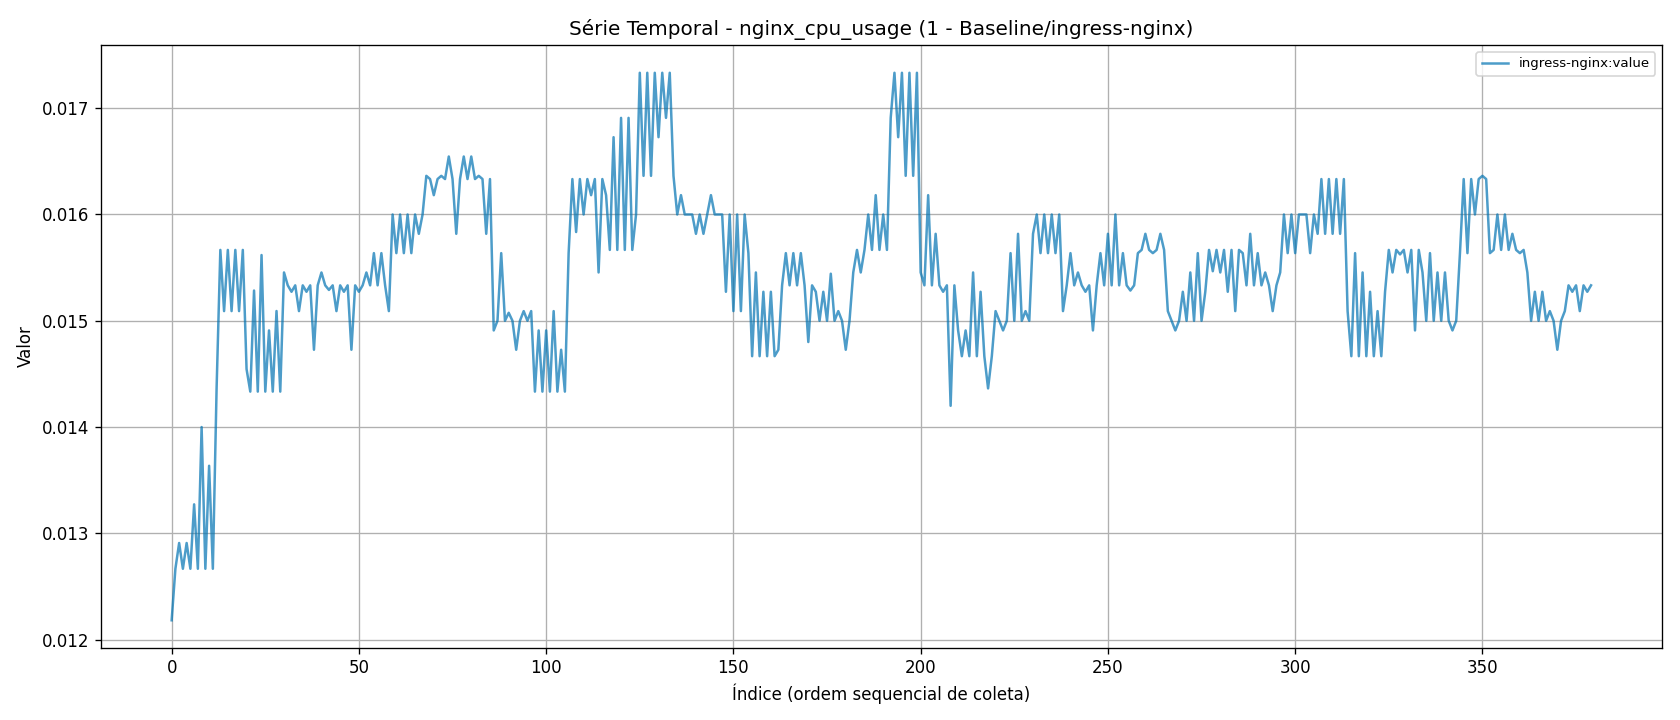 Série Temporal - nginx_cpu_usage (1 - Baseline/ingress-nginx)
ingress-nginx:value
0.017
0.016
0.015
0.014
0.013
0.012
Valor
0 50 100 150 200 250 300 350
Índice (ordem sequencial de coleta)